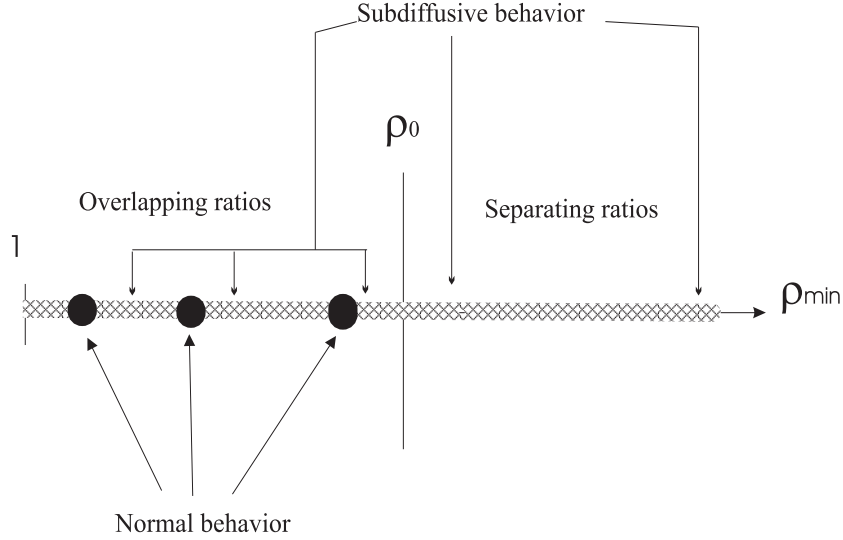 Subdiffusive behavior
ρ0
Overlapping ratios
Separating ratios
1
ρmin
Normal behavior